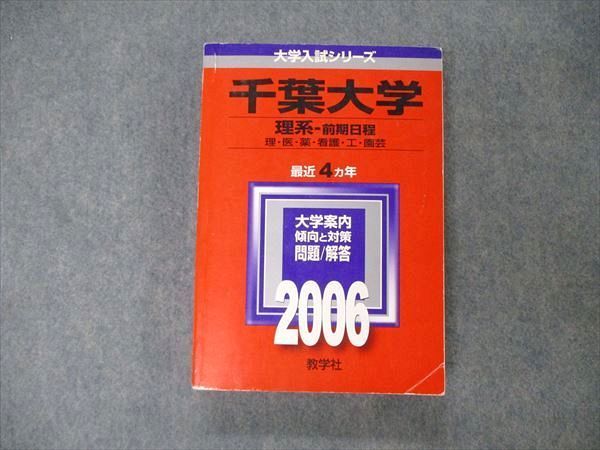 大学入試シリーズ
千葉大学
理系-前期日程
理・医・薬・看護・工・園芸
最近4カ年
大学案内
傾向と対策
問題/解答
2006
教学社